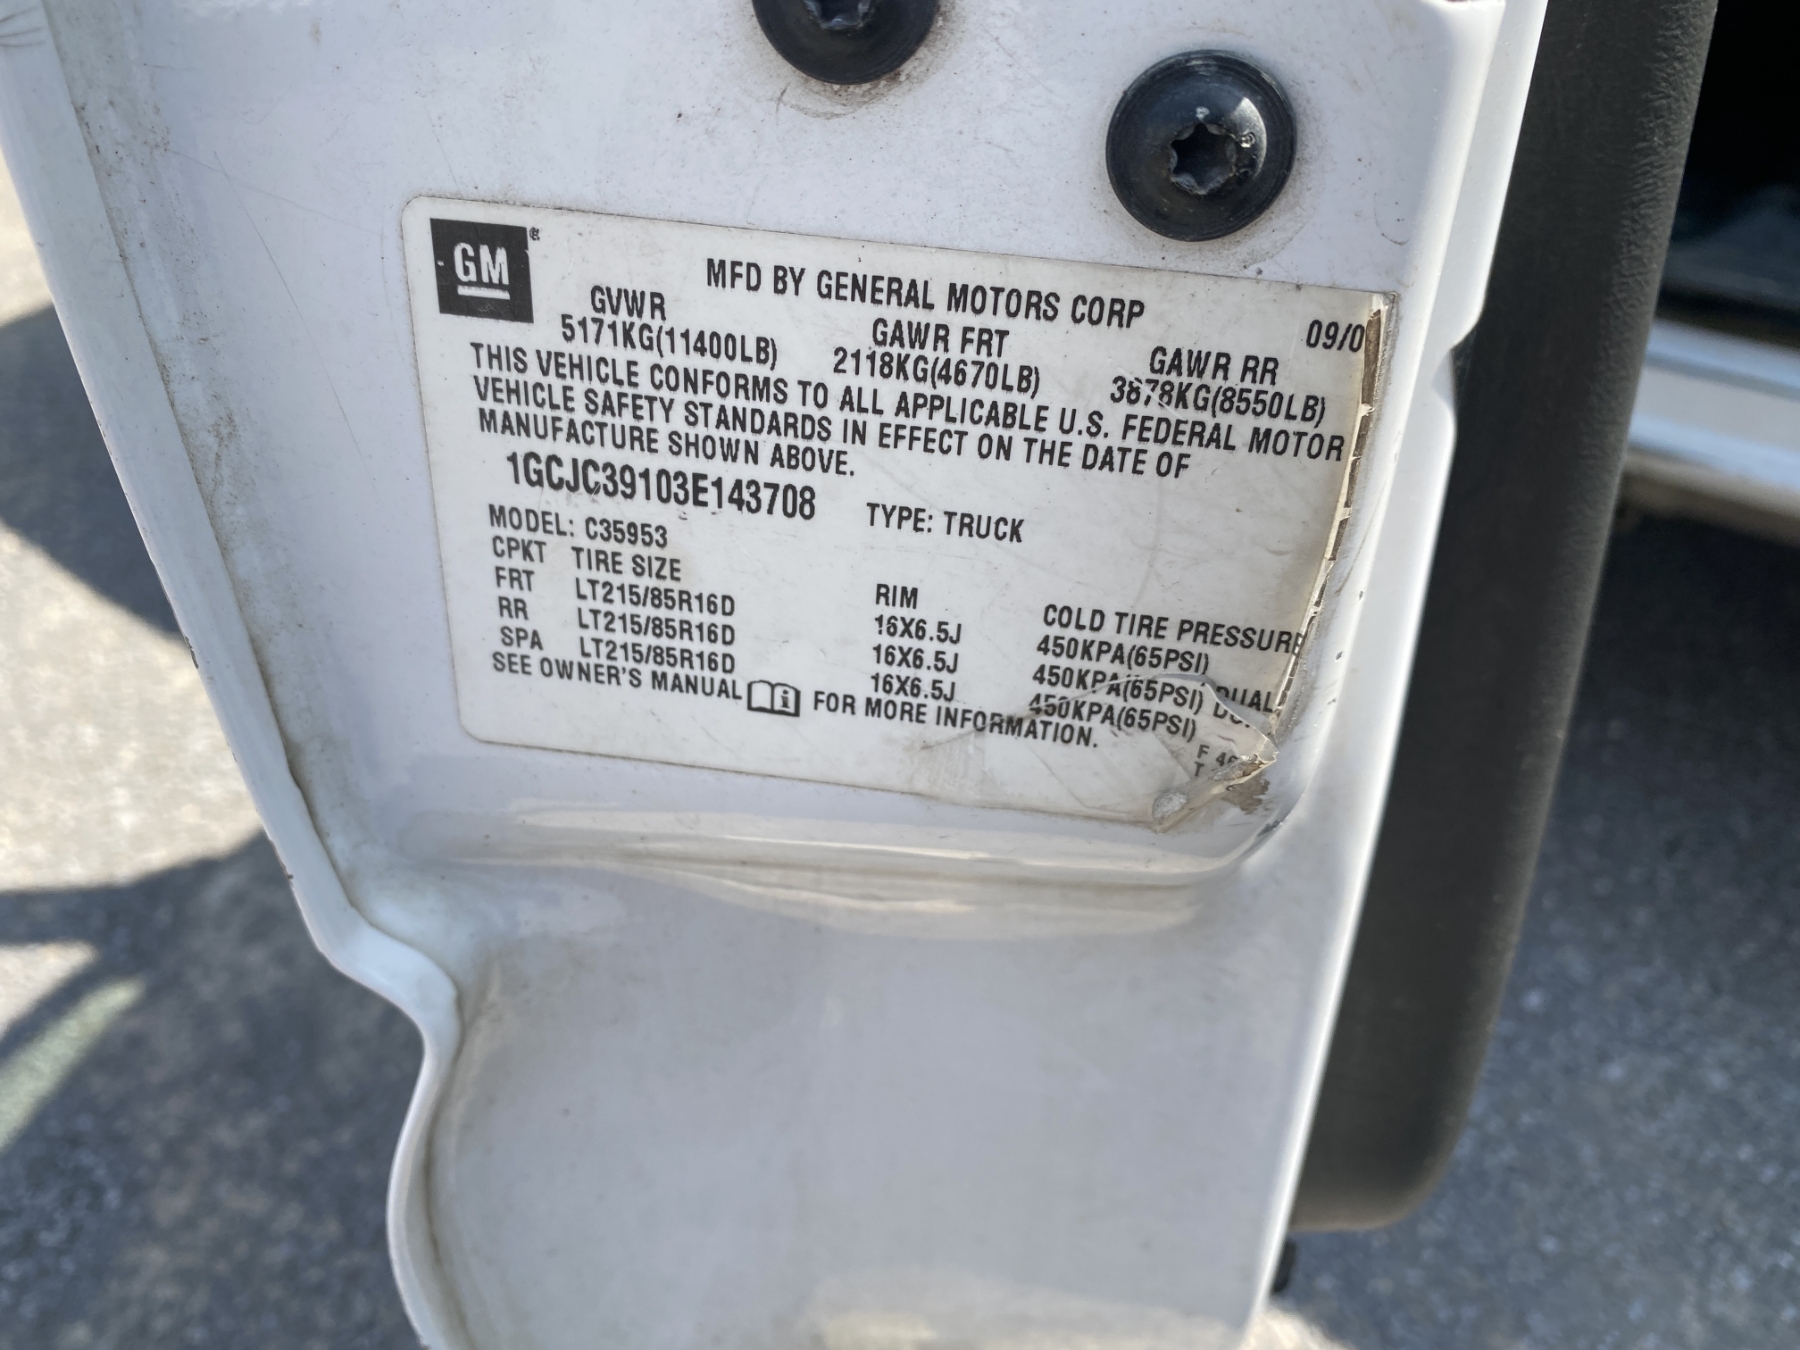 GM®
MFD BY GENERAL MOTORS CORP
09/0
GVWR GAWR FRT GAWR RR
5171KG(11400LB) 2118KG(4670LB) 3878KG(8550LB)
THIS VEHICLE CONFORMS TO ALL APPLICABLE U.S. FEDERAL MOTOR
VEHICLE SAFETY STANDARDS IN EFFECT ON THE DATE OF
MANUFACTURE SHOWN ABOVE.
1GCJC39103E143708 TYPE: TRUCK
MODEL: C35953
CPKT TIRE SIZE RIM COLD TIRE PRESSURE
FRT LT215/85R16D 16X6.5J 450KPA(65PSI)
RR LT215/85R16D 16X6.5J 450KPA(65PSI) DUAL
SPA LT215/85R16D 16X6.5J 450KPA(65PSI)
SEE OWNER'S MANUAL i FOR MORE INFORMATION.
F
T